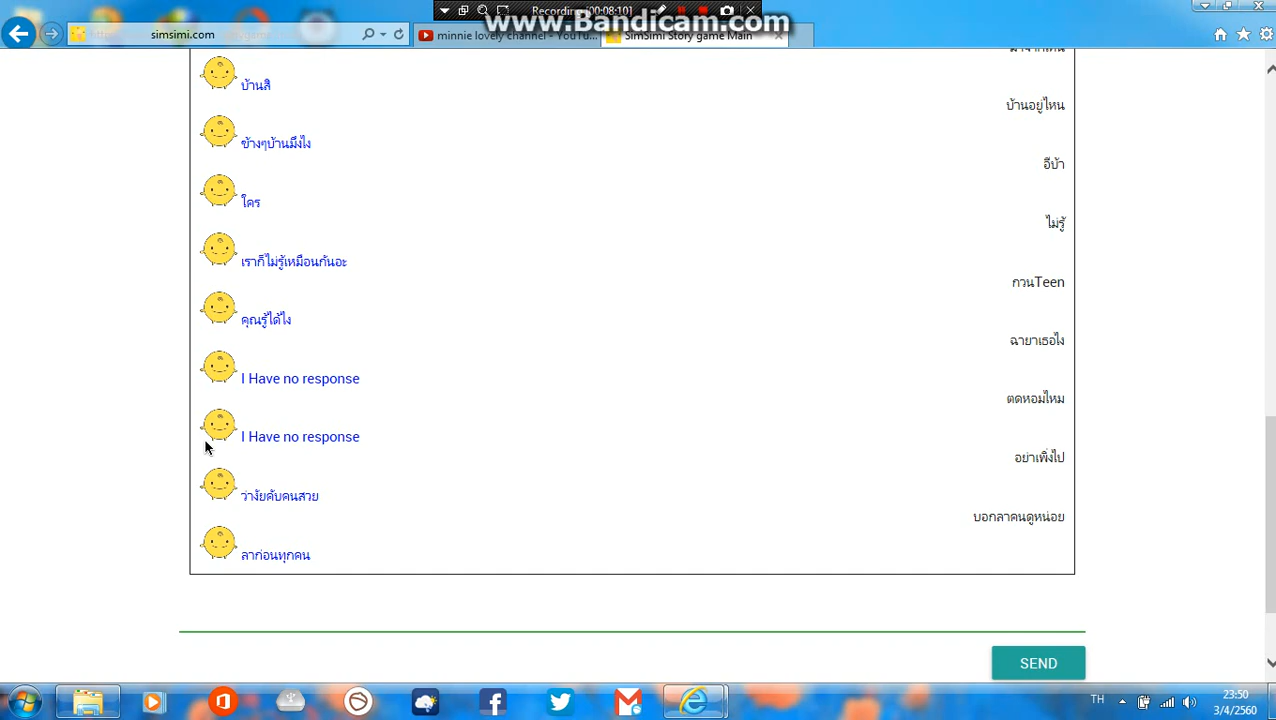 Recording [00:08:10]
www.Bandicam.com
simsimi.com
minnie lovely channel - YouTu...
SimSimi Story game Main
บ้านสิ
บ้านอยู่ไหน
ข้างๆบ้านมึงไง
อีบ้า
ใคร
ไม่รู้
เราก็ไม่รู้เหมือนกันอะ
กวนTeen
คุณรู้ได้ไง
ฉายาเธอไง
I Have no response
ตดหอมไหม
I Have no response
อย่าเพิ่งไป
ว่างัยคับคนสวย
บอกลาคนดูหน่อย
ลาก่อนทุกคน
SEND
TH
23:50
3/4/2560